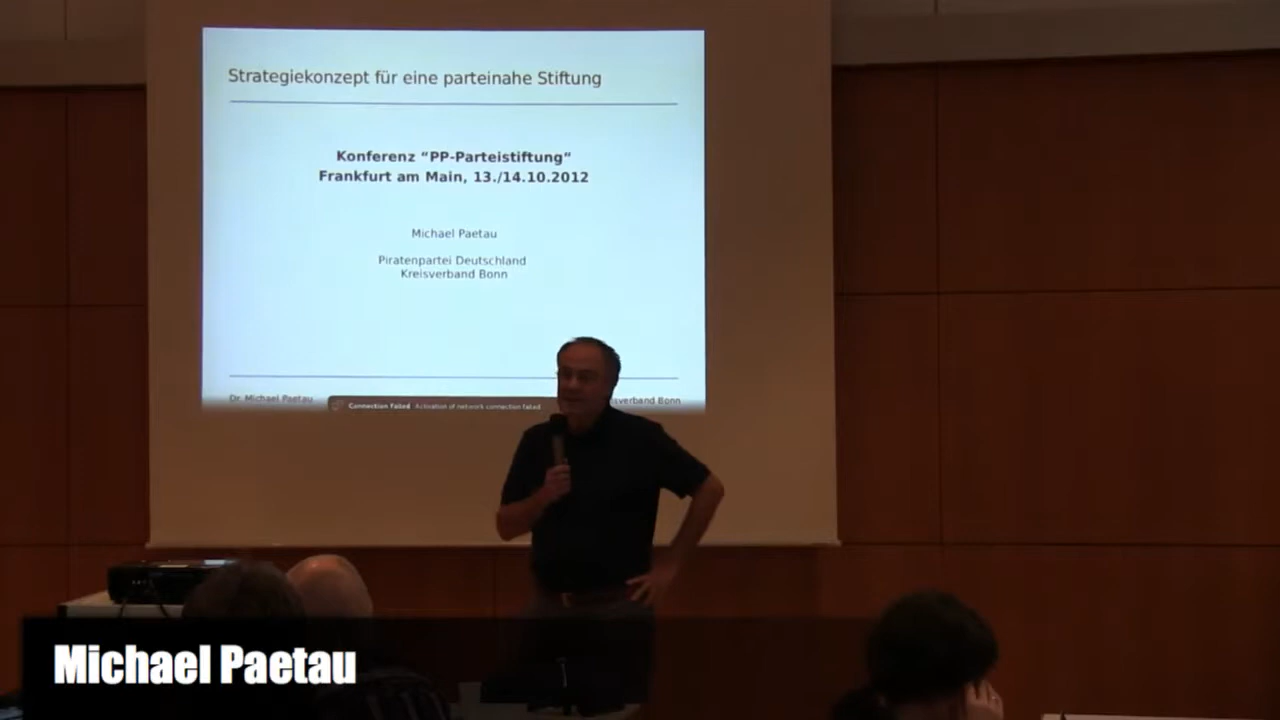 Strategiekonzept für eine parteinahe Stiftung
Konferenz “PP-Parteistiftung“
Frankfurt am Main, 13./14.10.2012
Michael Paetau
Piratenpartei Deutschland
Kreisverband Bonn
Dr. Michael Paetau
sverband Bonn
Connection Failed Activation of network connection failed
Michael Paetau